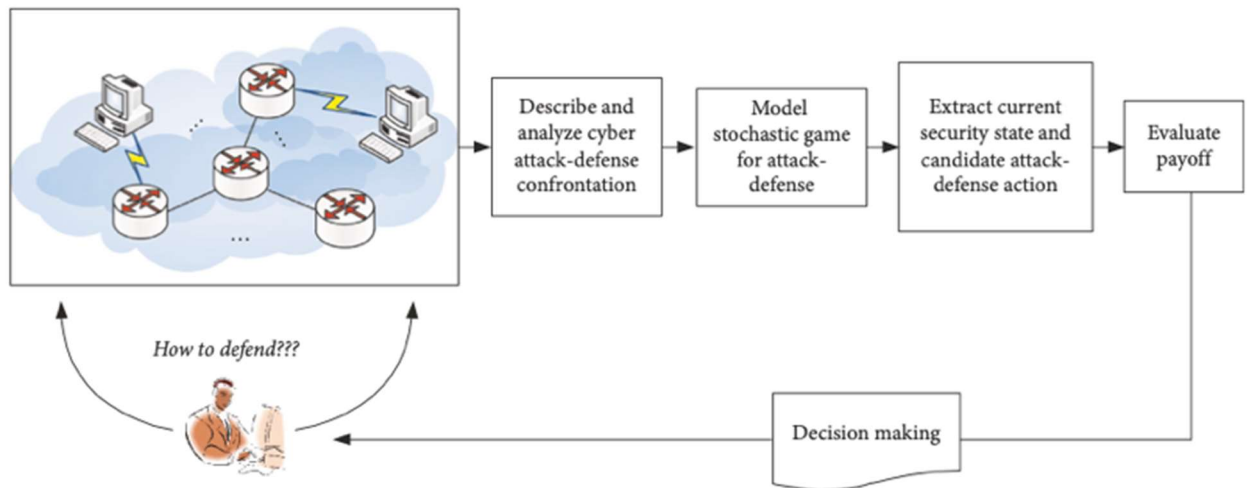 Describe and
analyze cyber
attack-defense
confrontation
Model
stochastic game
for attack-
defense
Extract current
security state and
candidate attack-
defense action
Evaluate
payoff
How to defend???
Decision making